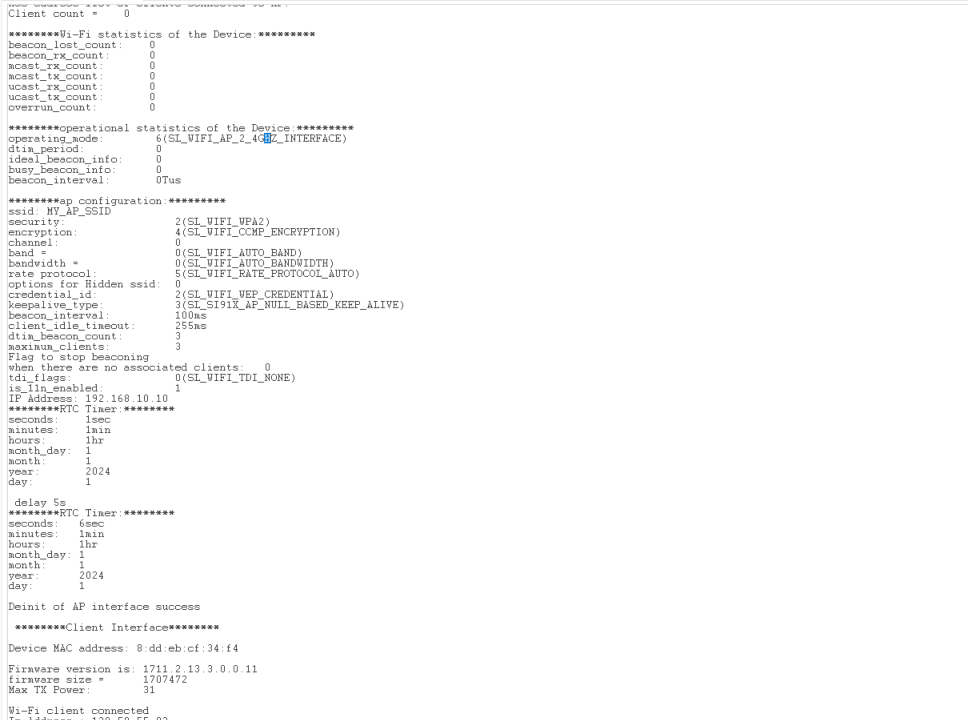 Client count =    0
********Wi-Fi statistics of the Device:*********
beacon_lost_count:    0
beacon_rx_count:    0
mcast_rx_count:    0
mcast_tx_count:    0
ucast_rx_count:    0
ucast_tx_count:    0
overrun_count:    0
********operational statistics of the Device:*********
operating_mode:    6(SL_WIFI_AP_2_4GHZ_INTERFACE)
dtim_period:    0
ideal_beacon_info:    0
busy_beacon_info:    0
beacon_interval:    0Tus
********ap configuration:*********
ssid: MY_AP_SSID
security:    2(SL_WIFI_WPA2)
encryption:    4(SL_WIFI_CCMP_ENCRYPTION)
channel:    0
band =    0(SL_WIFI_AUTO_BAND)
bandwidth =    0(SL_WIFI_AUTO_BANDWIDTH)
rate protocol:    5(SL_WIFI_RATE_PROTOCOL_AUTO)
options for Hidden ssid:    0
credential_id:    2(SL_WIFI_WEP_CREDENTIAL)
keepalive_type:    3(SL_SI91X_AP_NULL_BASED_KEEP_ALIVE)
beacon_interval:    100ms
client_idle_timeout:    255ms
dtim_beacon_count:    3
maximum_clients:    3
Flag to stop beaconing
when there are no associated clients:    0
tdi_flags:    0(SL_WIFI_TDI_NONE)
is_11n_enabled:    1
IP Address: 192.168.10.10
********RTC Timer:********
seconds:    1sec
minutes:    1min
hours:    1hr
month_day:    1
month:    1
year:    2024
day:    1
delay 5s
********RTC Timer:********
seconds:    6sec
minutes:    1min
hours:    1hr
month_day:    1
month:    1
year:    2024
day:    1
Deinit of AP interface success
********Client Interface********
Device MAC address: 8:dd:eb:cf:34:f4
Firmware version is: 1711.2.13.3.0.0.11
firmware size =    1707472
Max TX Power:    31
Wi-Fi client connected